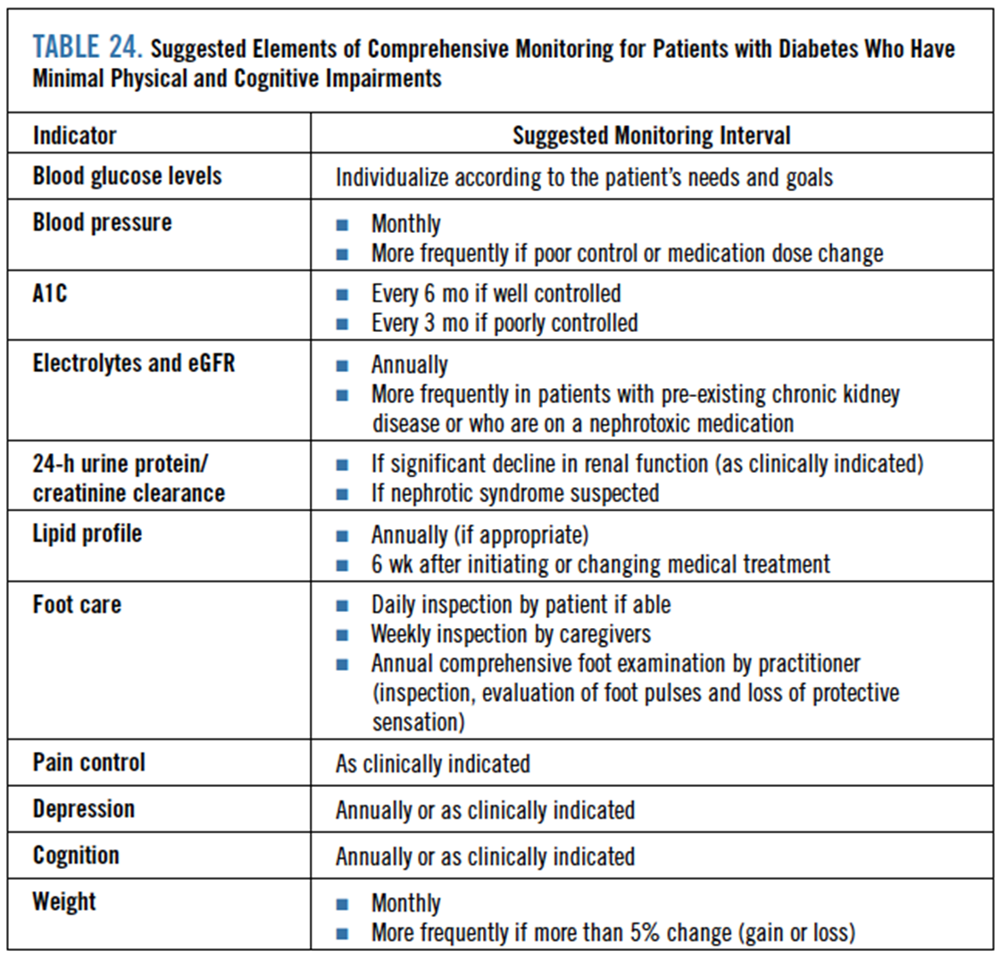 TABLE 24. Suggested Elements of Comprehensive Monitoring for Patients with Diabetes Who Have
Minimal Physical and Cognitive Impairments
Indicator Suggested Monitoring Interval
Blood glucose levels Individualize according to the patient's needs and goals
Blood pressure
■ Monthly
■ More frequently if poor control or medication dose change
A1C
■ Every 6 mo if well controlled
■ Every 3 mo if poorly controlled
Electrolytes and eGFR
■ Annually
■ More frequently in patients with pre-existing chronic kidney
disease or who are on a nephrotoxic medication
24-h urine protein/
creatinine clearance
■ If significant decline in renal function (as clinically indicated)
■ If nephrotic syndrome suspected
Lipid profile
■ Annually (if appropriate)
■ 6 wk after initiating or changing medical treatment
Foot care
■ Daily inspection by patient if able
■ Weekly inspection by caregivers
■ Annual comprehensive foot examination by practitioner
(inspection, evaluation of foot pulses and loss of protective
sensation)
Pain control As clinically indicated
Depression Annually or as clinically indicated
Cognition Annually or as clinically indicated
Weight
■ Monthly
■ More frequently if more than 5% change (gain or loss)